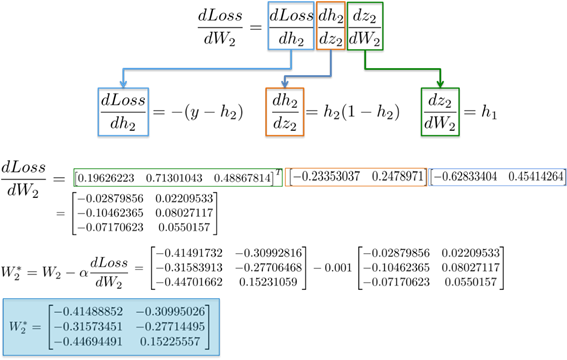 dLoss/dW₂ = dLoss/dh₂ dh₂/dz₂ dz₂/dW₂
dLoss/dh₂ = −(y − h₂) dh₂/dz₂ = h₂(1 − h₂) dz₂/dW₂ = h₁
dLoss/dW₂ = [0.19626223 0.71301043 0.48867814]ᵀ [−0.23353037 0.2478971] [−0.62833404 0.45414264]
= [−0.02879856 0.02209533
−0.10462365 0.08027117
−0.07170623 0.0550157]
W₂* = W₂ − α dLoss/dW₂ = [−0.41491732 −0.30992816
−0.31583913 −0.27706468
−0.44701662 0.15231059] − 0.001 [−0.02879856 0.02209533
−0.10462365 0.08027117
−0.07170623 0.0550157]
W₂* = [−0.41488852 −0.30995026
−0.31573451 −0.27714495
−0.44694491 0.15225557]